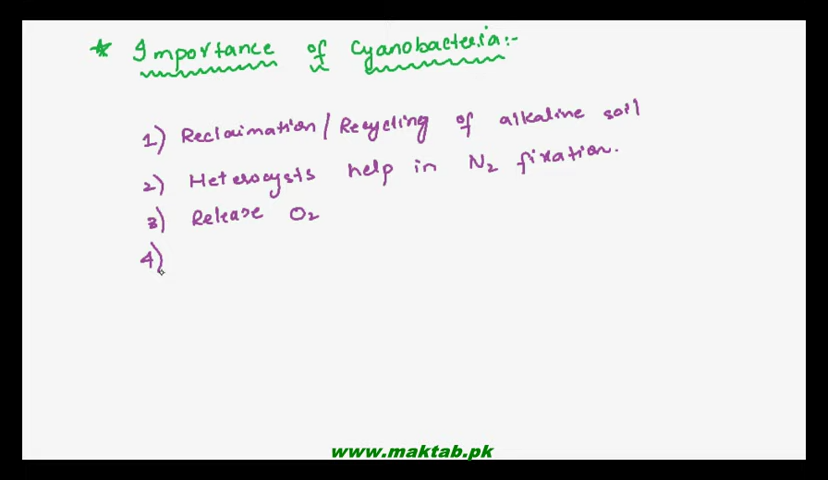 * Importance of Cyanobacteria:-
1) Reclaimation / Recycling of alkaline soil
2) Heterocysts help in N₂ fixation.
3) Release O₂
4)
www.maktab.pk